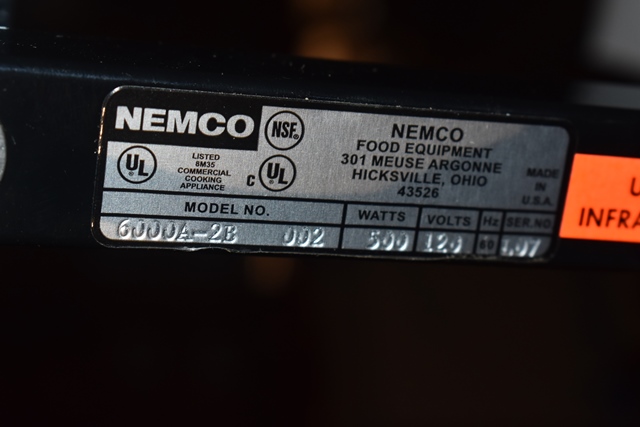 NEMCO
NSF.
UL
LISTED
8M35
COMMERCIAL
COOKING
APPLIANCE
C UL
NEMCO
FOOD EQUIPMENT
301 MEUSE ARGONNE
HICKSVILLE, OHIO
43526
MADE
IN
U.S.A.
MODEL NO.
WATTS
VOLTS
Hz
SER.NO
6000A-2B 002
500
120
60
INFRA